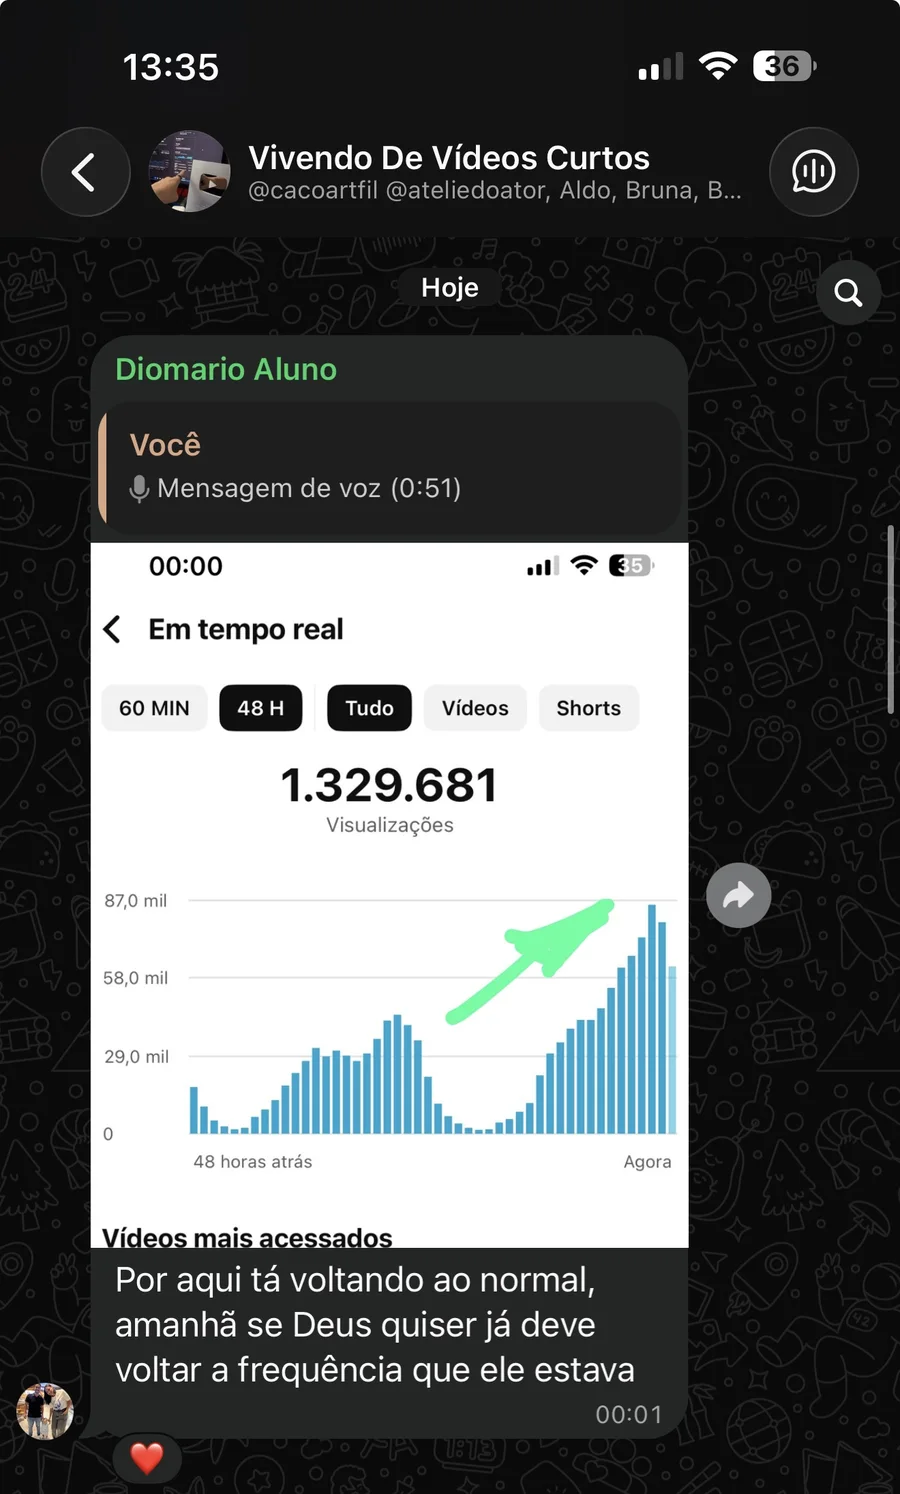 13:35
36
Vivendo De Vídeos Curtos
@cacoartfil @ateliedoator, Aldo, Bruna, B...
Hoje
Diomario Aluno
Você
Mensagem de voz (0:51)
00:00
35
Em tempo real
60 MIN
48 H
Tudo
Vídeos
Shorts
1.329.681
Visualizações
87,0 mil
58,0 mil
29,0 mil
0
48 horas atrás
Agora
Vídeos mais acessados
Por aqui tá voltando ao normal,
amanhã se Deus quiser já deve
voltar a frequência que ele estava
00:01